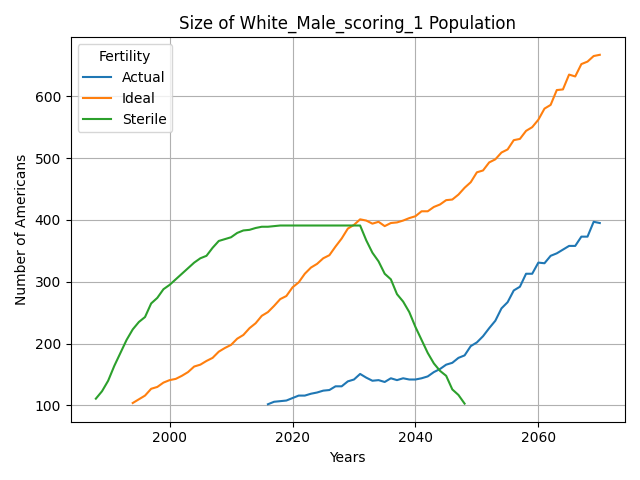 Size of White_Male_scoring_1 Population
Fertility
Actual
Ideal
Sterile
Number of Americans
600
500
400
300
200
100
2000
2020
2040
2060
Years